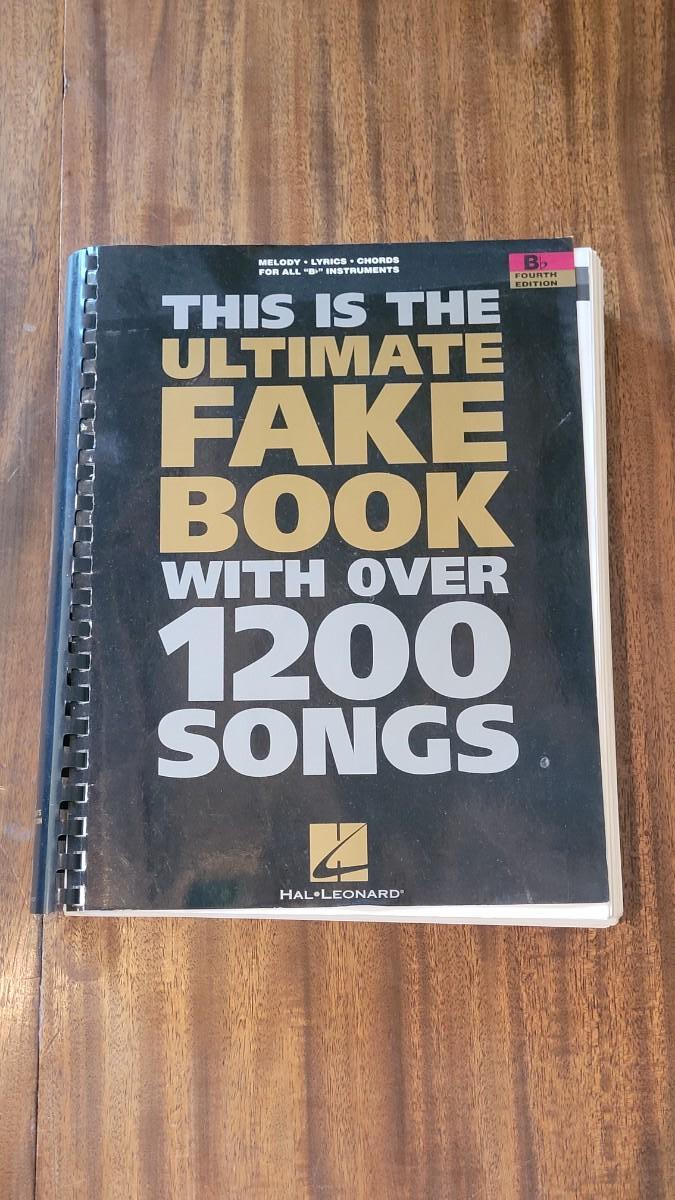 MELODY • LYRICS • CHORDS
FOR ALL "B♭" INSTRUMENTS
B♭
FOURTH
EDITION
THIS IS THE
ULTIMATE
FAKE
BOOK
WITH OVER
1200
SONGS
HAL•LEONARD®